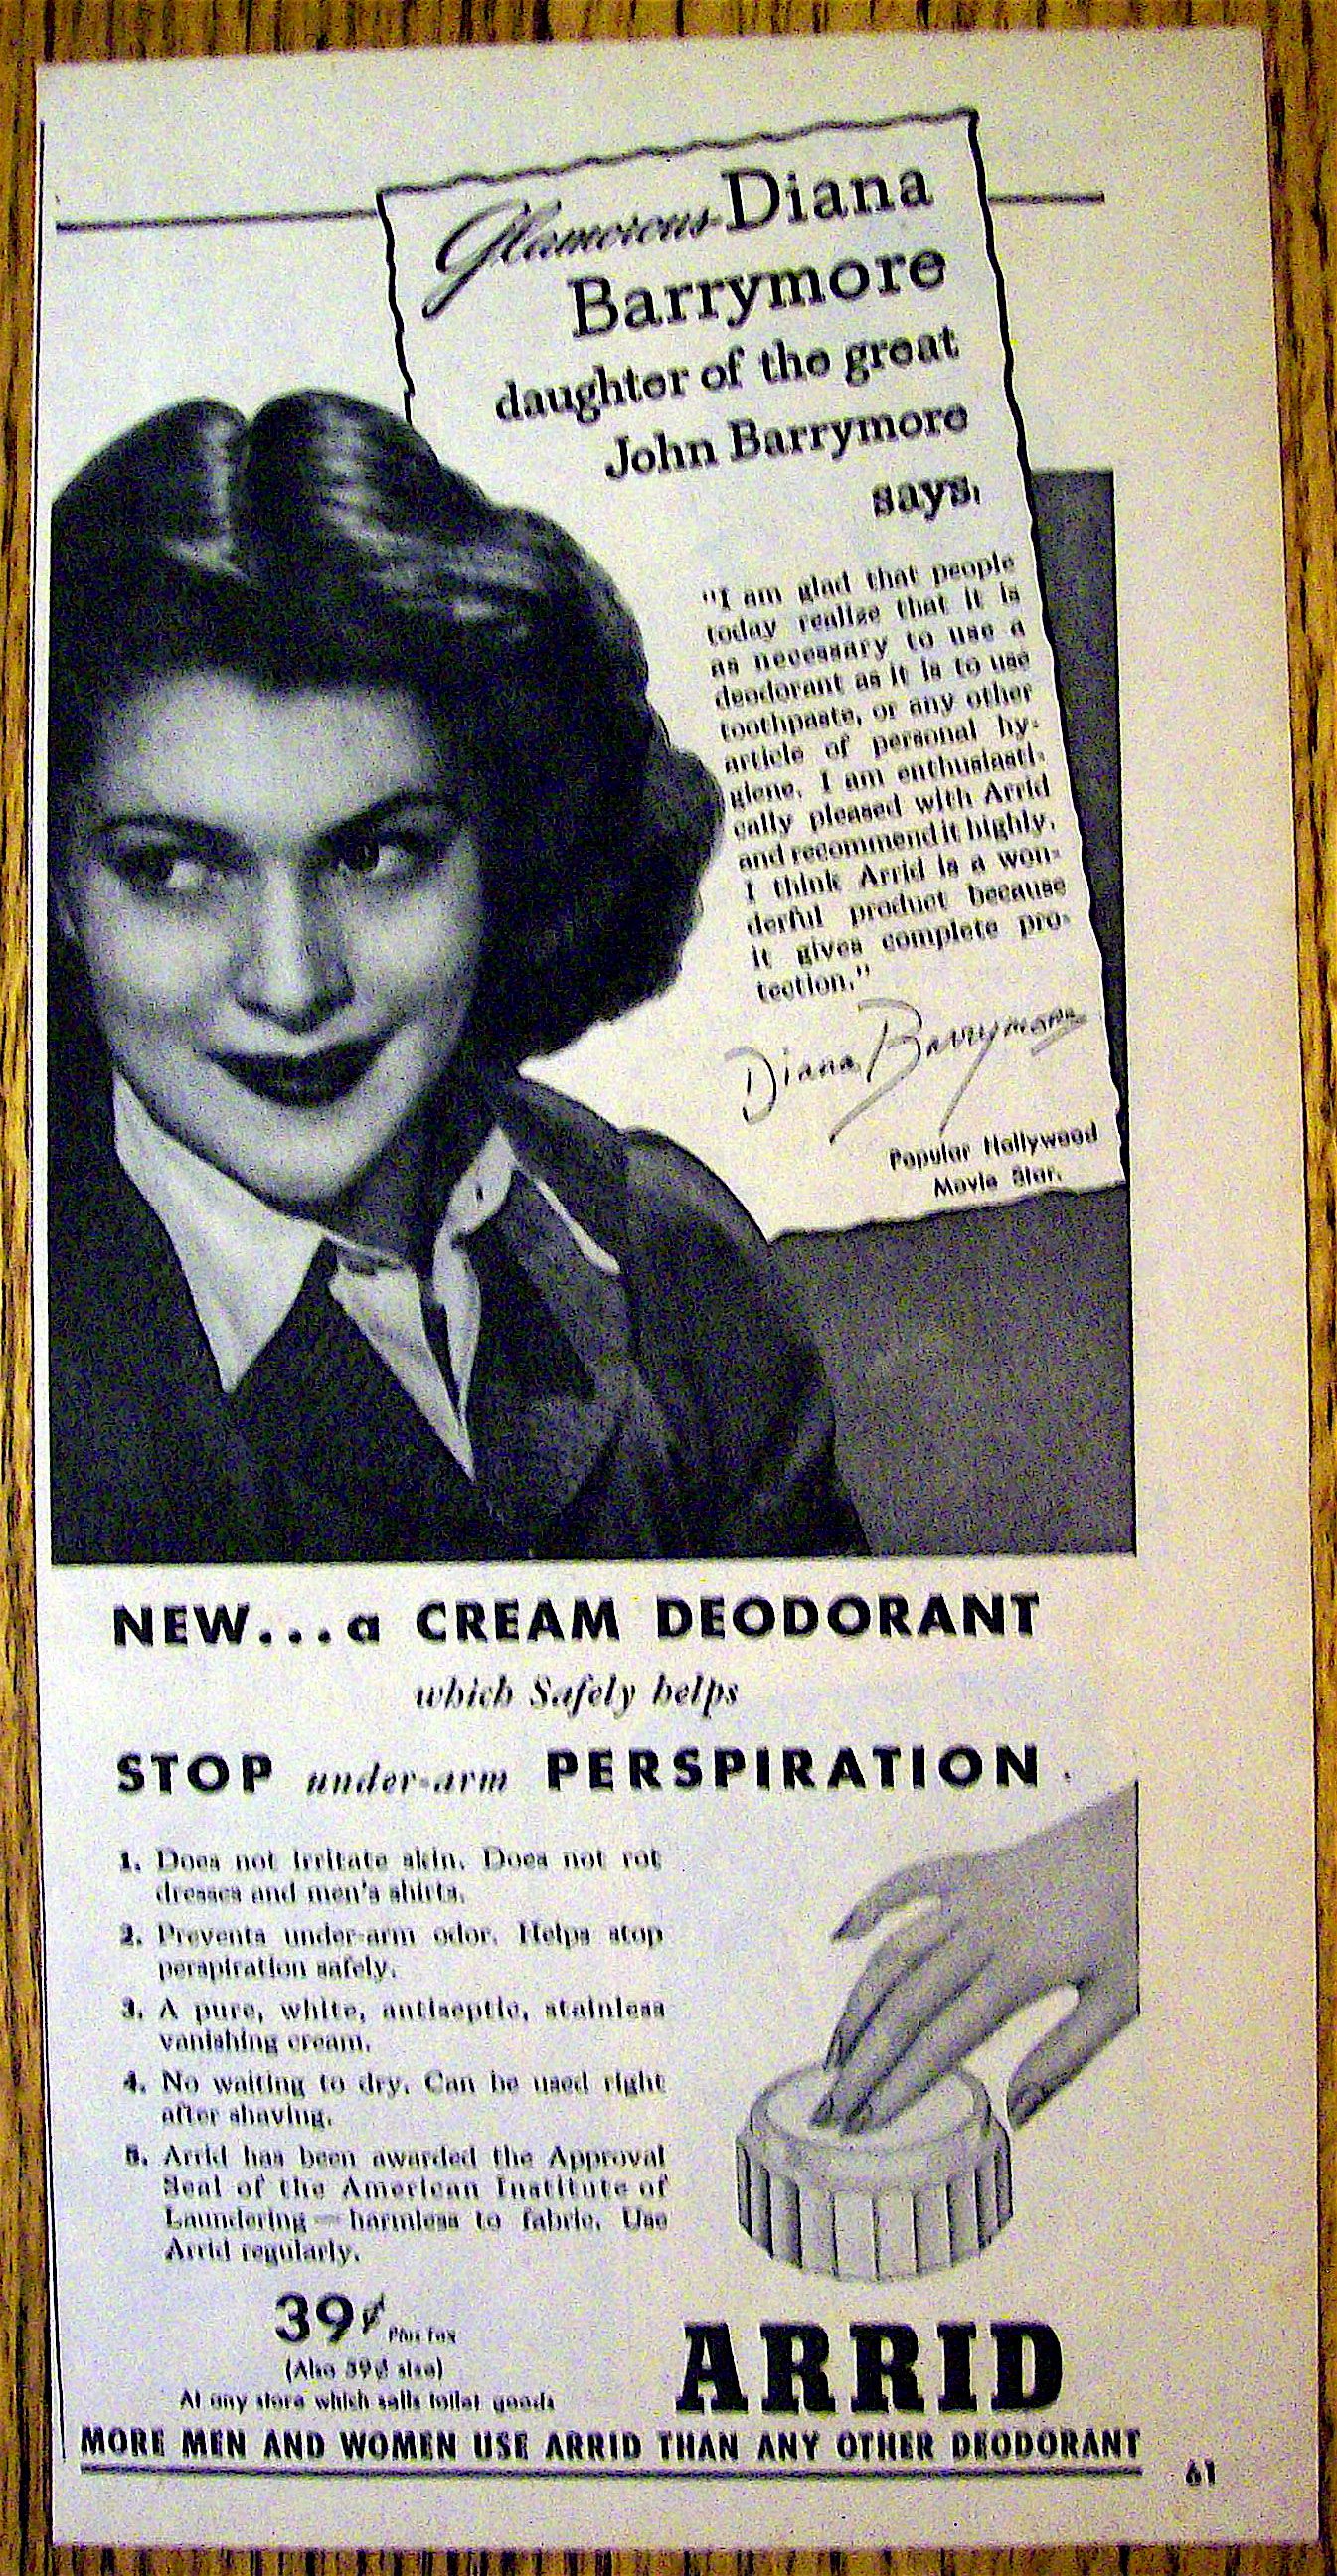 Glamorous Diana
Barrymore
daughter of the great
John Barrymore
says,
"I am glad that people
today realize that it is
as necessary to use a
deodorant as it is to use
toothpaste, or any other
article of personal hy-
giene. I am enthusiasti-
cally pleased with Arrid
and recommend it highly.
I think Arrid is a won-
derful product because
it gives complete pro-
tection."
Diana Barrymore
Popular Hollywood
Movie Star.
NEW...a CREAM DEODORANT
which Safely helps
STOP under-arm PERSPIRATION
1. Does not irritate skin. Does not rot
dresses and men's shirts.
2. Prevents under-arm odor. Helps stop
perspiration safely.
3. A pure, white, antiseptic, stainless
vanishing cream.
4. No waiting to dry. Can be used right
after shaving.
5. Arrid has been awarded the Approval
Seal of the American Institute of
Laundering — harmless to fabric. Use
Arrid regularly.
39¢ Plus tax
(Also 59¢ size)
At any store which sells toilet goods
ARRID
MORE MEN AND WOMEN USE ARRID THAN ANY OTHER DEODORANT
61